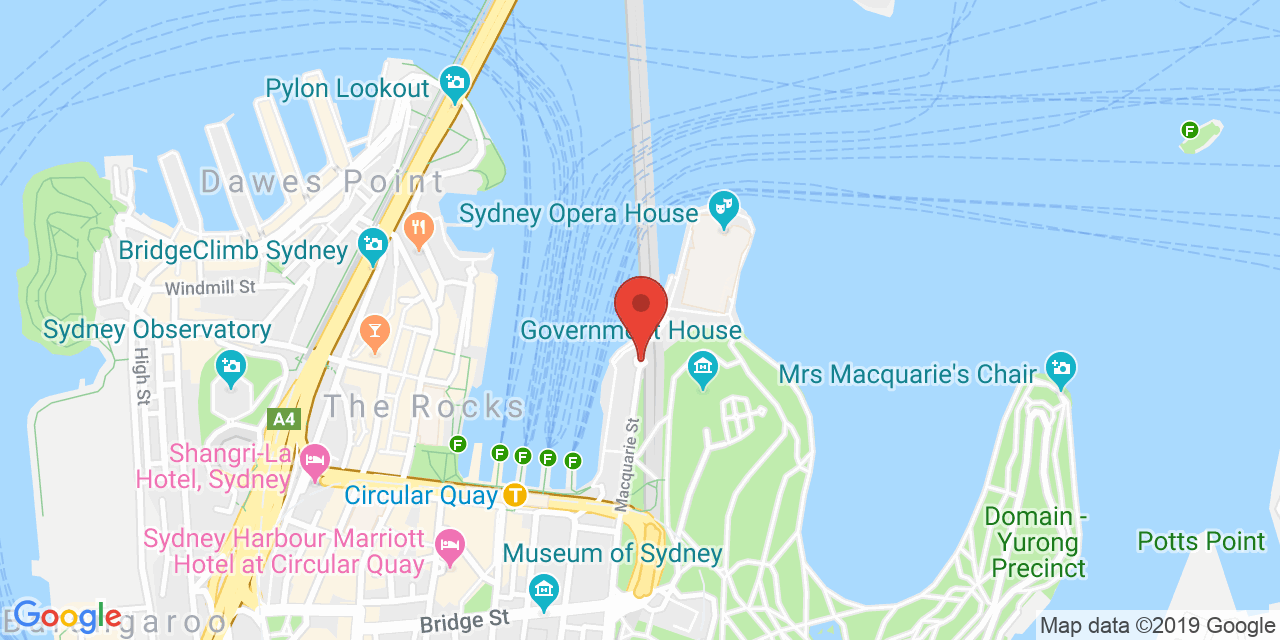 Pylon Lookout
Dawes Point
F
Sydney Opera House
BridgeClimb Sydney
Windmill St
Government House
Sydney Observatory
High St
Mrs Macquarie's Chair
The Rocks
A4
Macquarie St
F
F
F
F
F
Shangri-La
Hotel, Sydney
Circular Quay
T
Domain -
Yurong
Precinct
Sydney Harbour Marriott
Hotel at Circular Quay
Museum of Sydney
Potts Point
Google
Barangaroo
Bridge St
Map data ©2019 Google